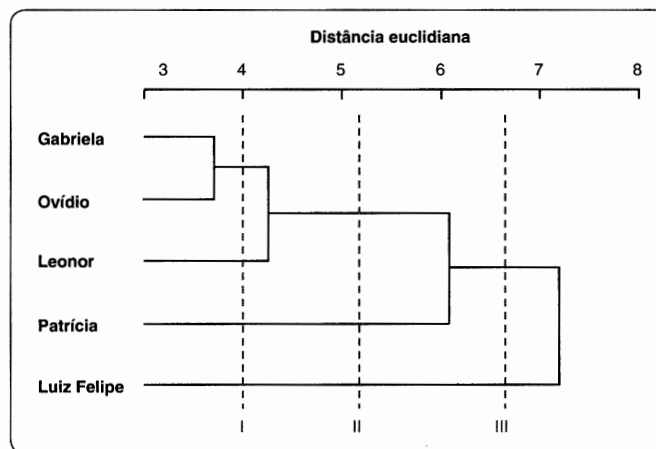 Distância euclidiana
3 4 5 6 7 8
Gabriela
Ovídio
Leonor
Patrícia
Luiz Felipe
I II III